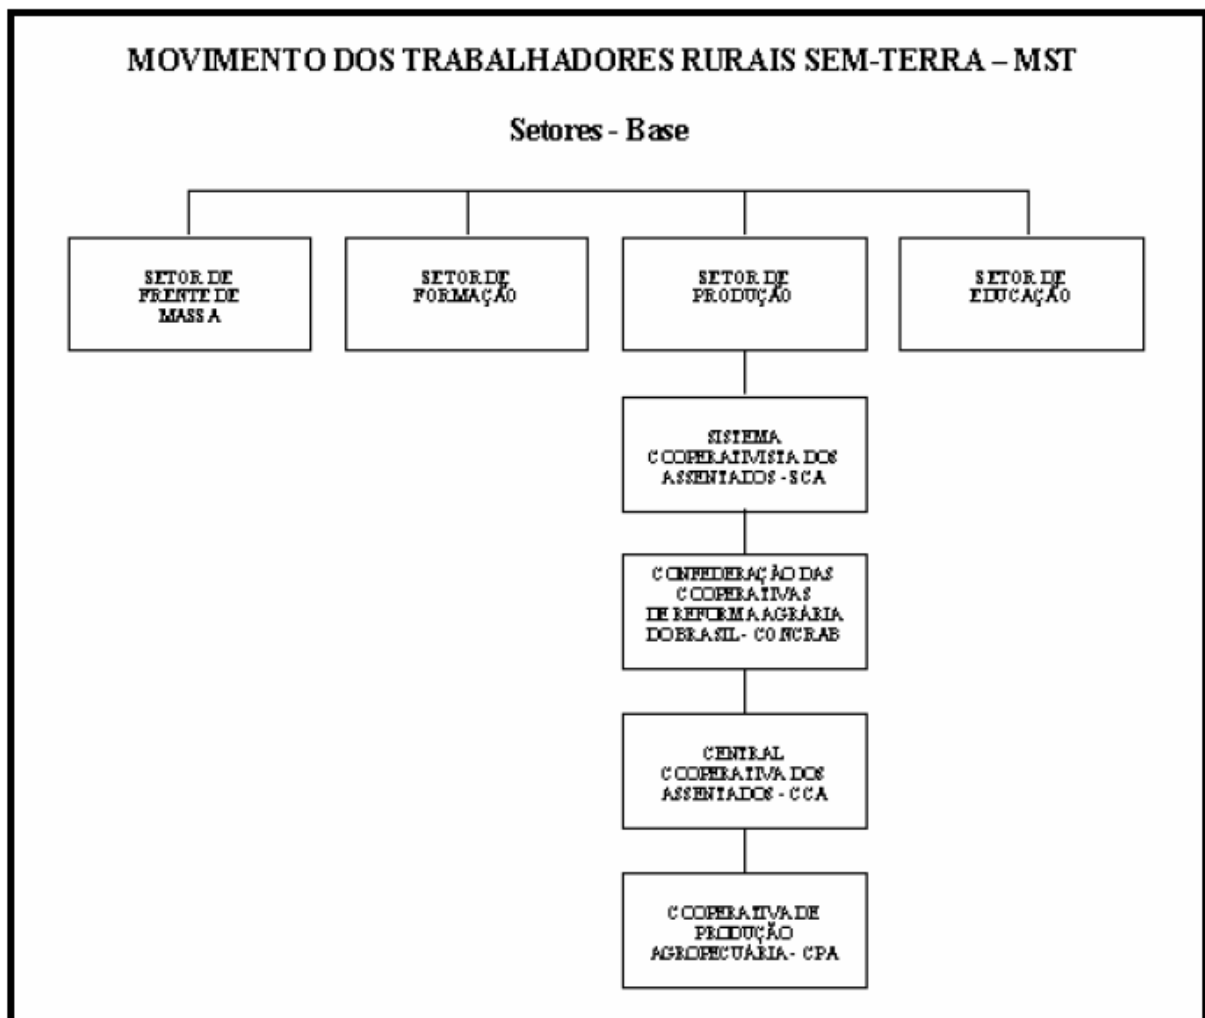 MOVIMENTO DOS TRABALHADORES RURAIS SEM-TERRA – MST
Setores - Base
SETOR DE
FRENTE DE
MASSA
SETOR DE
FORMAÇÃO
SETOR DE
PRODUÇÃO
SETOR DE
EDUCAÇÃO
SISTEMA
COOPERATIVISTA DOS
ASSENTADOS - SCA
CONFEDERAÇÃO DAS
COOPERATIVAS
DE REFORMA AGRÁRIA
DO BRASIL - CONCRAB
CENTRAL
COOPERATIVA DOS
ASSENTADOS - CCA
COOPERATIVA DE
PRODUÇÃO
AGROPECUÁRIA - CPA